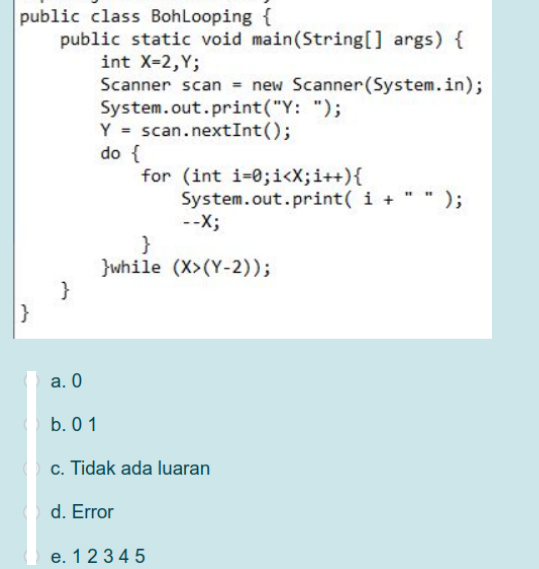 public class BohLooping {
public static void main(String[] args) {
int X=2,Y;
Scanner scan = new Scanner(System.in);
System.out.print("Y: ");
Y = scan.nextInt();
do {
for (int i=0;i<X;i++){
System.out.print( i + " " );
--X;
}
}while (X>(Y-2));
}
}
a. 0
b. 0 1
c. Tidak ada luaran
d. Error
e. 1 2 3 4 5